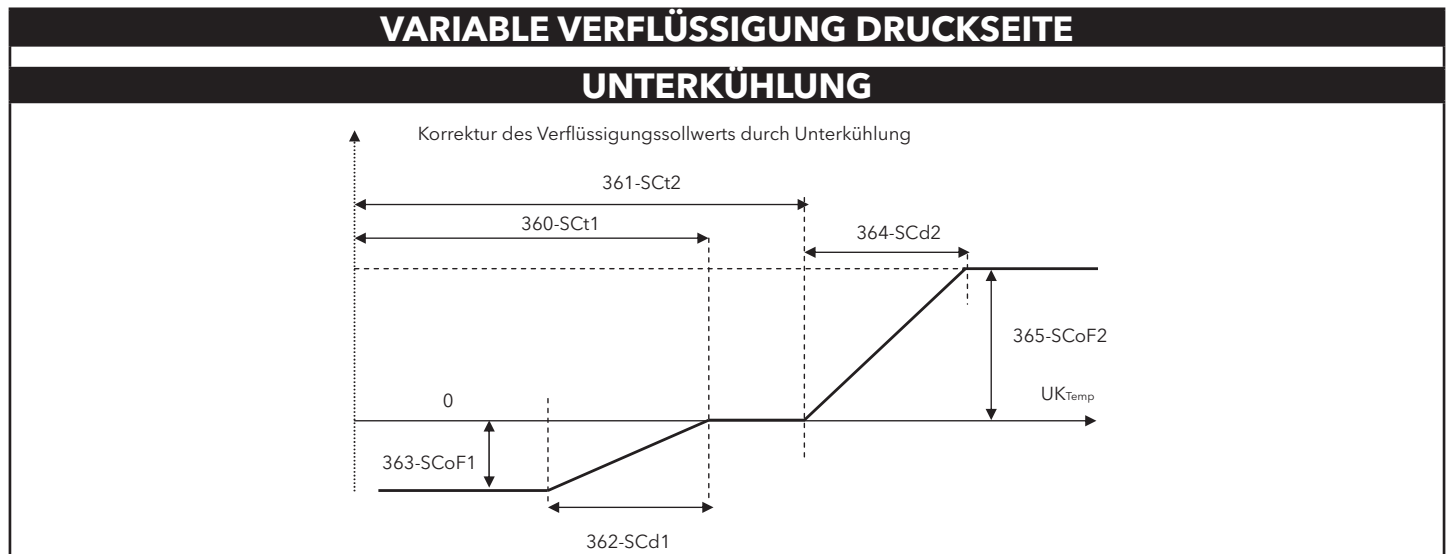 VARIABLE VERFLÜSSIGUNG DRUCKSEITE
UNTERKÜHLUNG
Korrektur des Verflüssigungssollwerts durch Unterkühlung
361-SCt2
360-SCt1
364-SCd2
365-SCoF2
0
UKTemp
363-SCoF1
362-SCd1